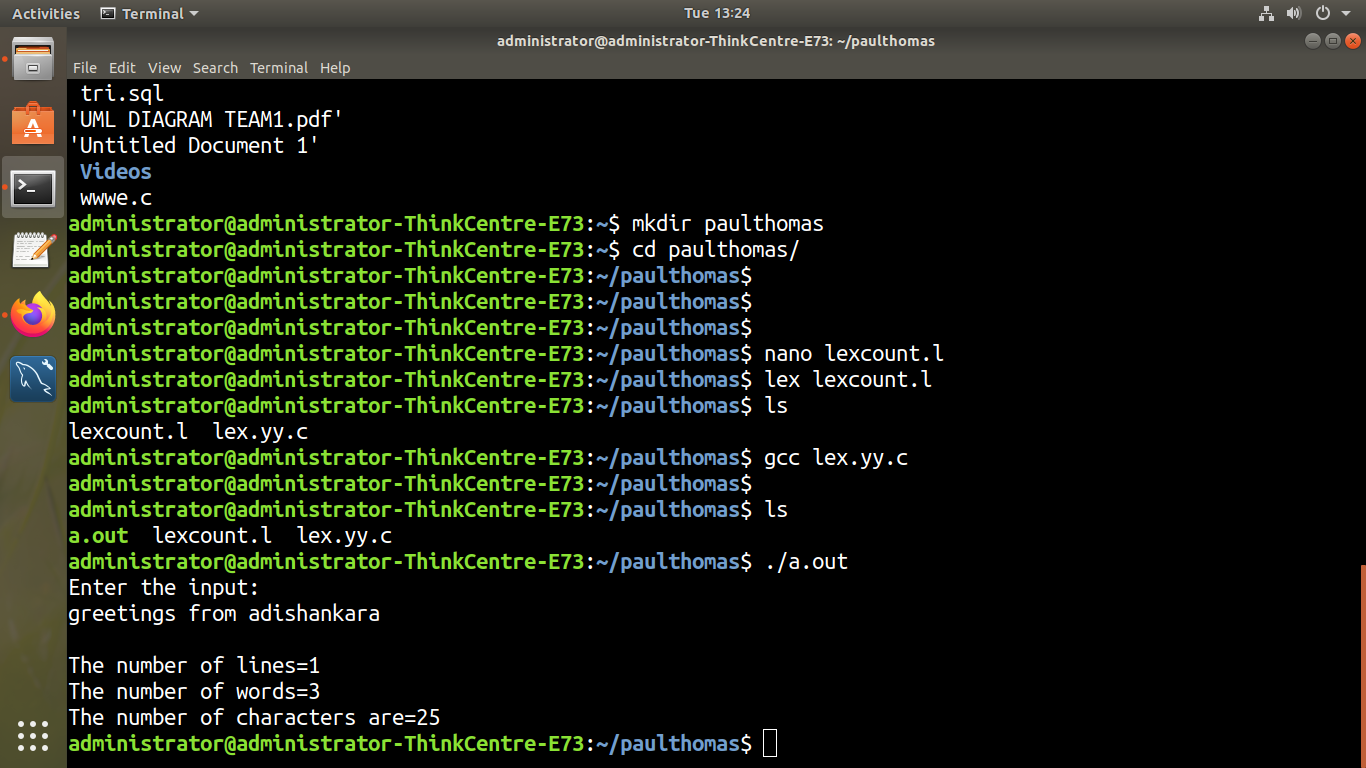 Activities Terminal Tue 13:24
administrator@administrator-ThinkCentre-E73: ~/paulthomas
File Edit View Search Terminal Help
tri.sql
'UML DIAGRAM TEAM1.pdf'
'Untitled Document 1'
Videos
wwwe.c
administrator@administrator-ThinkCentre-E73:~$ mkdir paulthomas
administrator@administrator-ThinkCentre-E73:~$ cd paulthomas/
administrator@administrator-ThinkCentre-E73:~/paulthomas$
administrator@administrator-ThinkCentre-E73:~/paulthomas$
administrator@administrator-ThinkCentre-E73:~/paulthomas$
administrator@administrator-ThinkCentre-E73:~/paulthomas$ nano lexcount.l
administrator@administrator-ThinkCentre-E73:~/paulthomas$ lex lexcount.l
administrator@administrator-ThinkCentre-E73:~/paulthomas$ ls
lexcount.l  lex.yy.c
administrator@administrator-ThinkCentre-E73:~/paulthomas$ gcc lex.yy.c
administrator@administrator-ThinkCentre-E73:~/paulthomas$
administrator@administrator-ThinkCentre-E73:~/paulthomas$ ls
a.out  lexcount.l  lex.yy.c
administrator@administrator-ThinkCentre-E73:~/paulthomas$ ./a.out
Enter the input:
greetings from adishankara
The number of lines=1
The number of words=3
The number of characters are=25
administrator@administrator-ThinkCentre-E73:~/paulthomas$